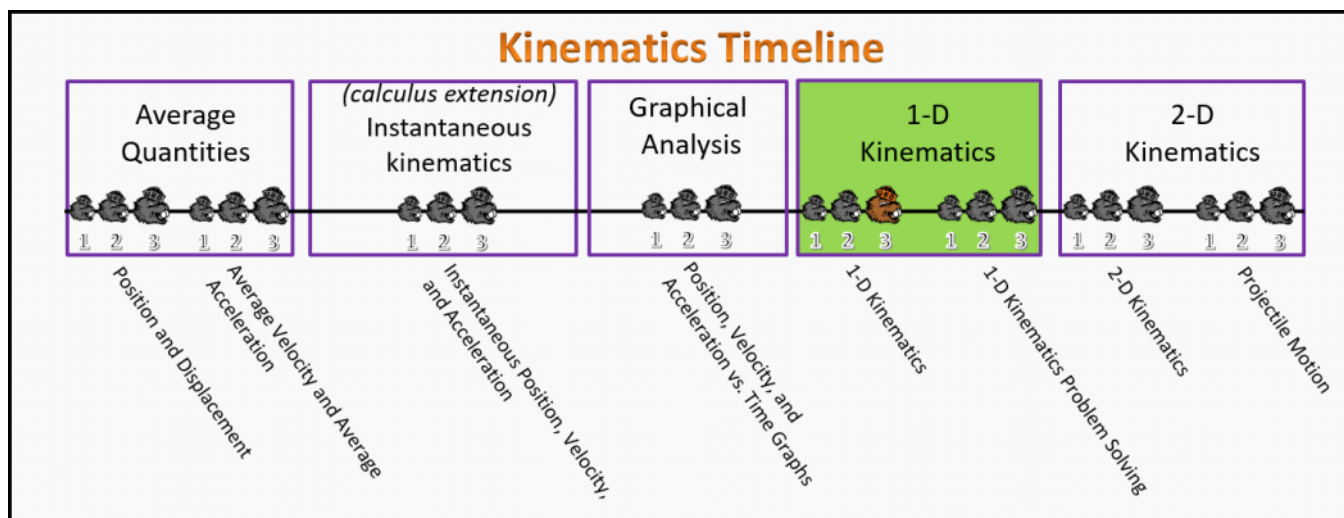 Kinematics Timeline
Average
Quantities
(calculus extension)
Instantaneous
kinematics
Graphical
Analysis
1-D
Kinematics
2-D
Kinematics
1 2 3 1 2 3
1 2 3
1 2 3
1 2 3 1 2 3
1 2 3 1 2 3
Position and Displacement
Average Velocity and Average
Acceleration
Instantaneous Position, Velocity,
and Acceleration
Position, Velocity, and
Acceleration vs. Time Graphs
1-D Kinematics
1-D Kinematics Problem Solving
2-D Kinematics
Projectile Motion